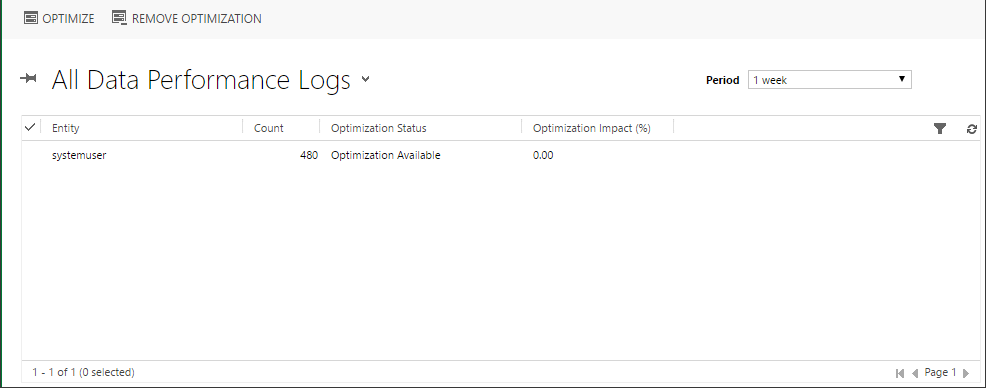 OPTIMIZE REMOVE OPTIMIZATION
All Data Performance Logs
Period 1 week
Entity Count Optimization Status Optimization Impact (%)
systemuser 480 Optimization Available 0.00
1 - 1 of 1 (0 selected) Page 1